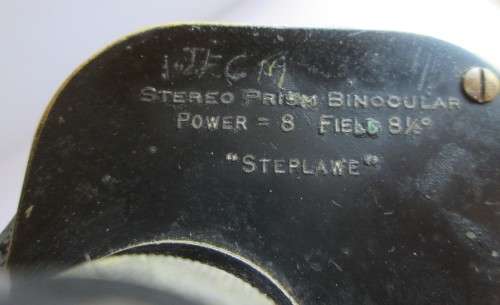 STEREO PRISM BINOCULAR
POWER = 8 FIELD 8½°
"STEPLAWE"